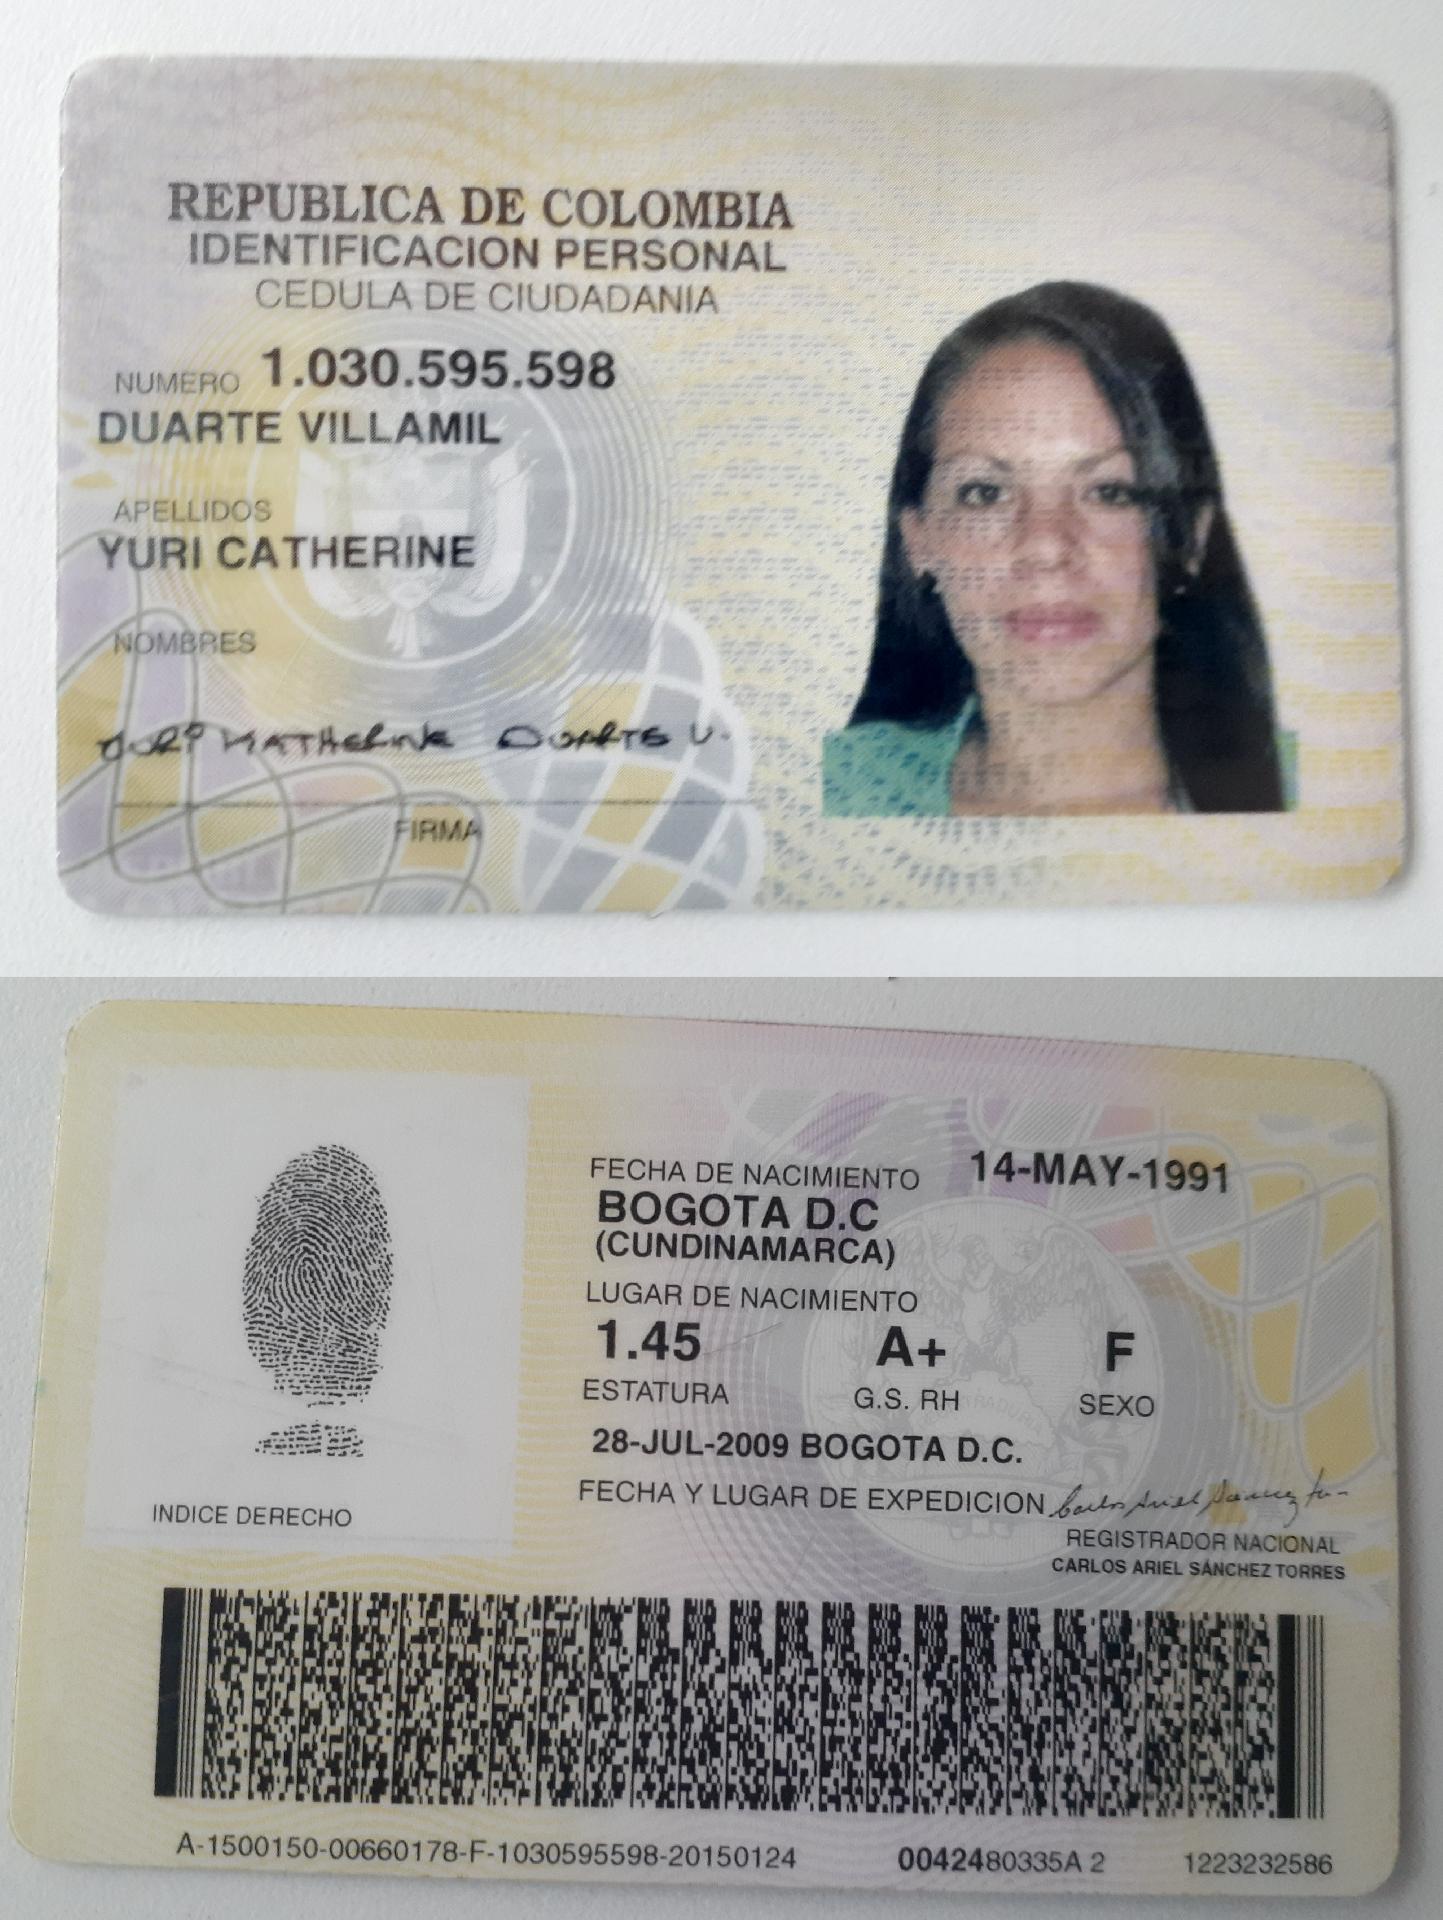 REPUBLICA DE COLOMBIA
IDENTIFICACION PERSONAL
CEDULA DE CIUDADANIA
NUMERO 1.030.595.598
DUARTE VILLAMIL
APELLIDOS
YURI CATHERINE
NOMBRES
YURI KATHERINE DUARTE V.
FIRMA
FECHA DE NACIMIENTO 14-MAY-1991
BOGOTA D.C
(CUNDINAMARCA)
LUGAR DE NACIMIENTO
1.45 A+ F
ESTATURA G.S. RH SEXO
28-JUL-2009 BOGOTA D.C.
FECHA Y LUGAR DE EXPEDICION Carlos Ariel Sánchez
INDICE DERECHO
REGISTRADOR NACIONAL
CARLOS ARIEL SÁNCHEZ TORRES
A-1500150-00660178-F-1030595598-20150124 0042480335A 2 1223232586